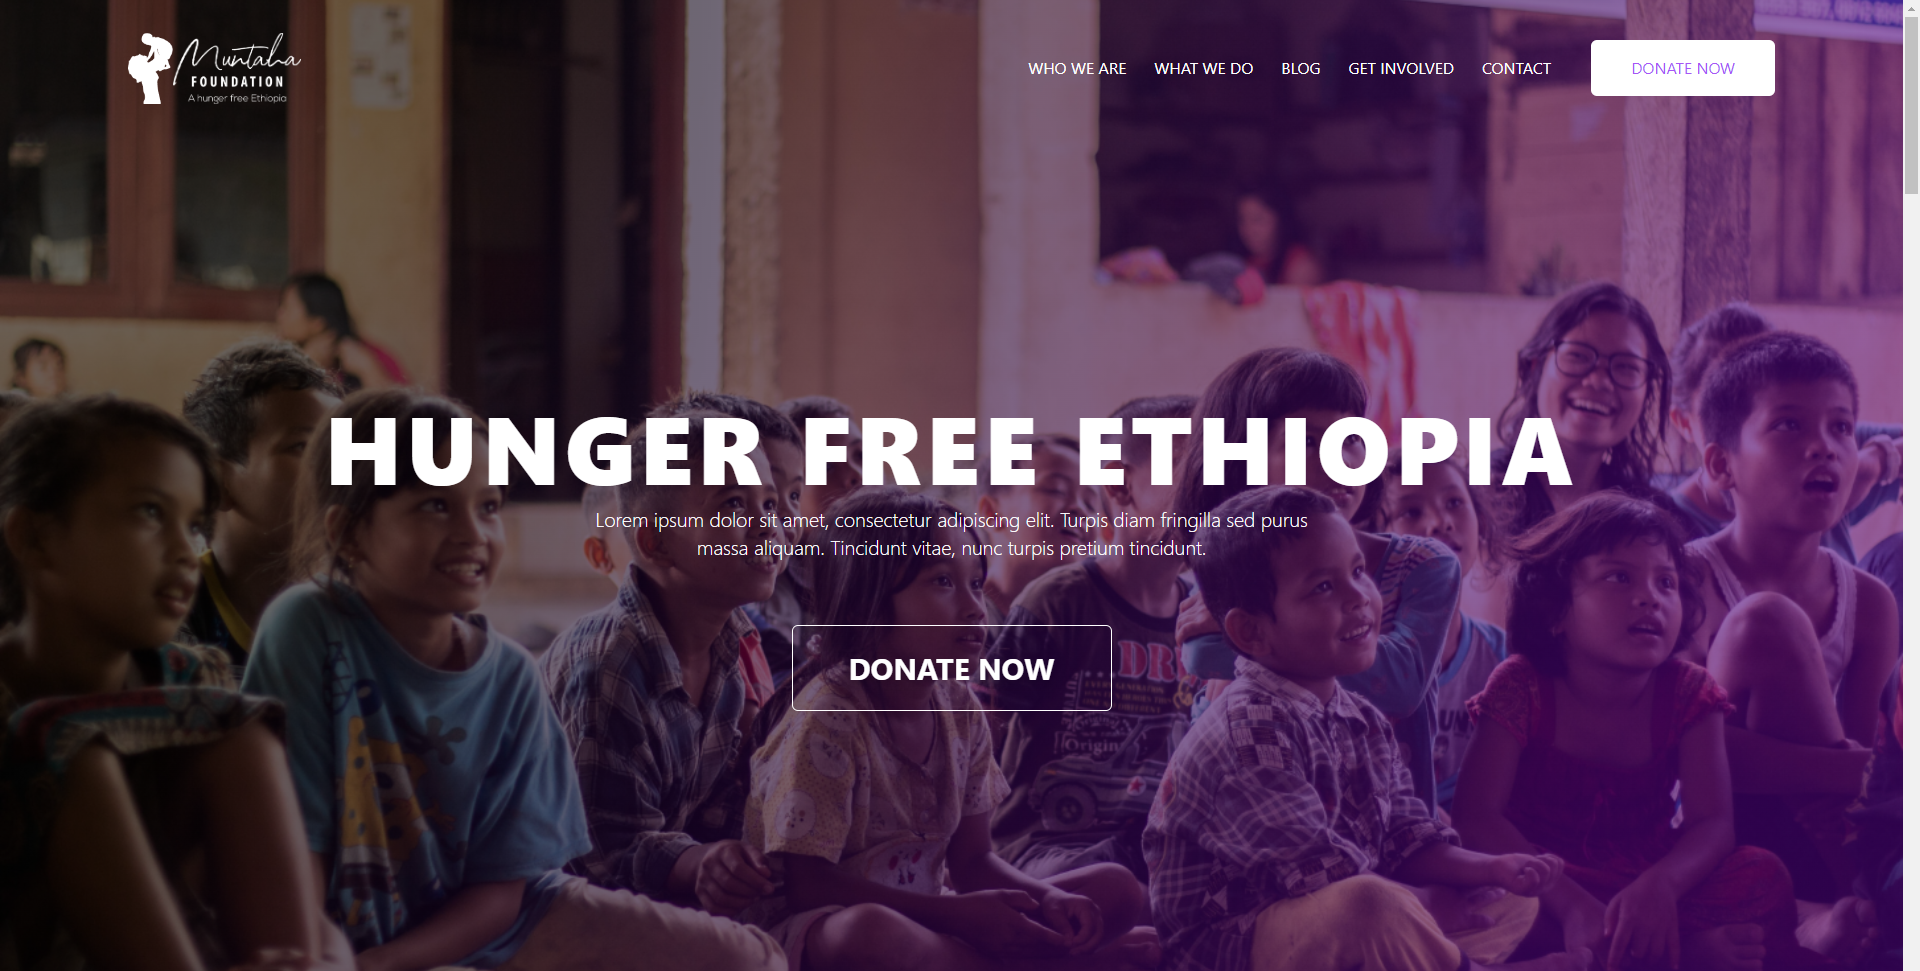 Muntaha
FOUNDATION
A hunger free Ethiopia
WHO WE ARE
WHAT WE DO
BLOG
GET INVOLVED
CONTACT
DONATE NOW
HUNGER FREE ETHIOPIA
Lorem ipsum dolor sit amet, consectetur adipiscing elit. Turpis diam fringilla sed purus
massa aliquam. Tincidunt vitae, nunc turpis pretium tincidunt.
DONATE NOW
DR
Origin